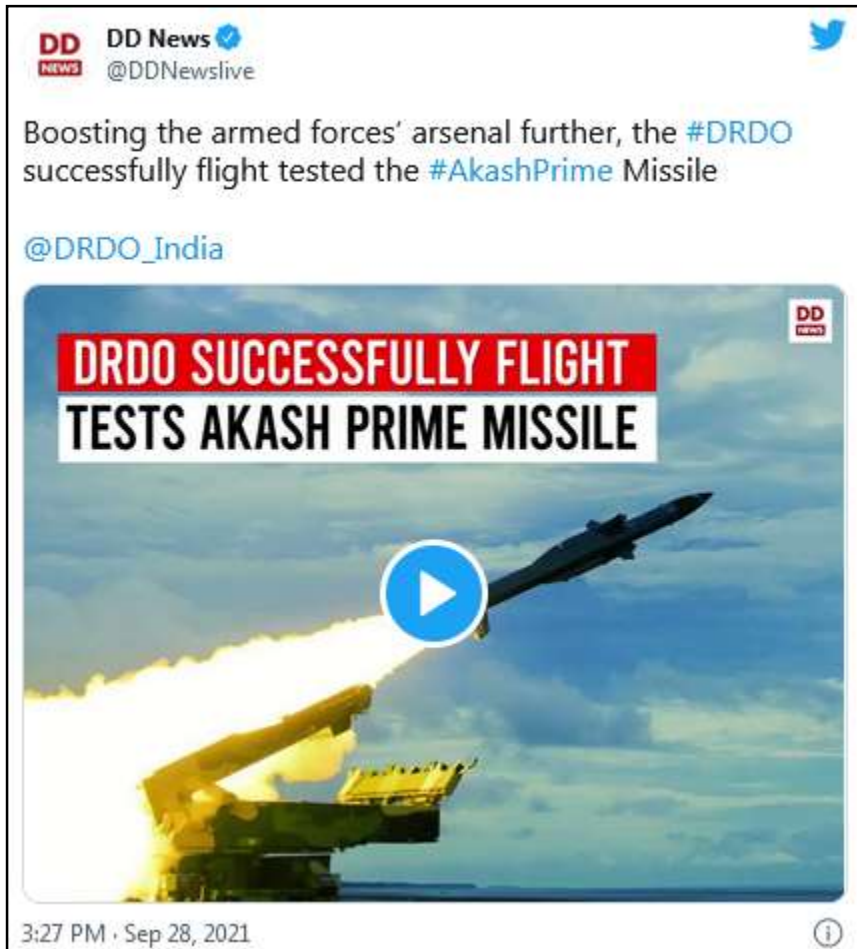 DD
NEWS
DD News
@DDNewslive
Boosting the armed forces’ arsenal further, the #DRDO
successfully flight tested the #AkashPrime Missile
@DRDO_India
DD
NEWS
DRDO SUCCESSFULLY FLIGHT
TESTS AKASH PRIME MISSILE
3:27 PM · Sep 28, 2021